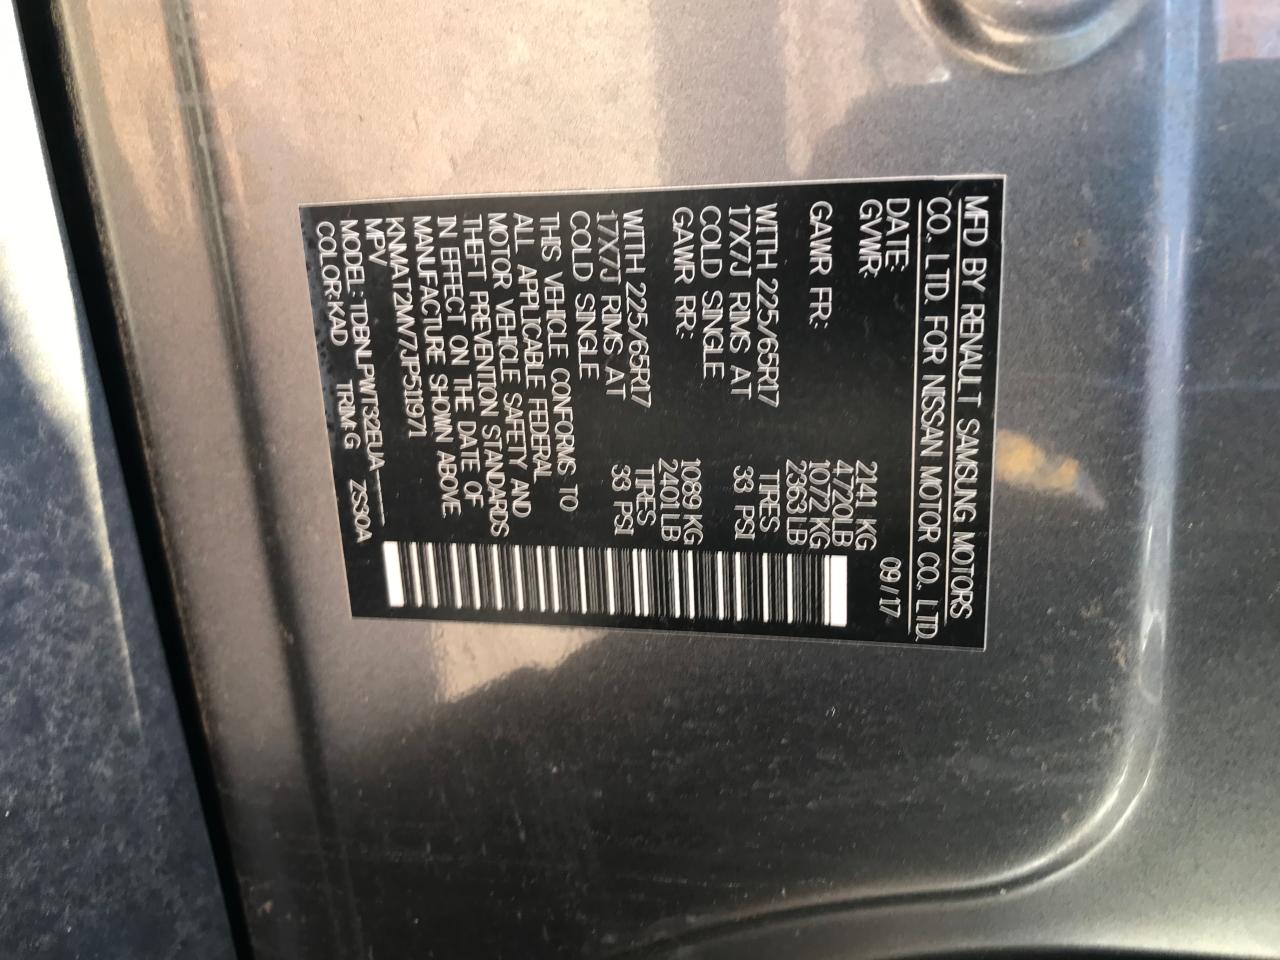 MFD BY RENAULT SAMSUNG MOTORS
CO., LTD. FOR NISSAN MOTOR CO., LTD.
DATE: 09/17
GVWR: 2141 KG
4720LB
GAWR FR: 1072 KG
2363 LB
WITH 225/65R17 TIRES
17X7J RIMS AT 33 PSI
COLD SINGLE
GAWR RR: 1089 KG
2401LB
WITH 225/65R17 TIRES
17X7J RIMS AT 33 PSI
COLD SINGLE
THIS VEHICLE CONFORMS TO
ALL APPLICABLE FEDERAL
MOTOR VEHICLE SAFETY AND
THEFT PREVENTION STANDARDS
IN EFFECT ON THE DATE OF
MANUFACTURE SHOWN ABOVE
KNMAT2MV7JP511971
MPV
MODEL: TDBNLPWT32EUA-----
COLOR:KAD TRIM:G ZSS0A